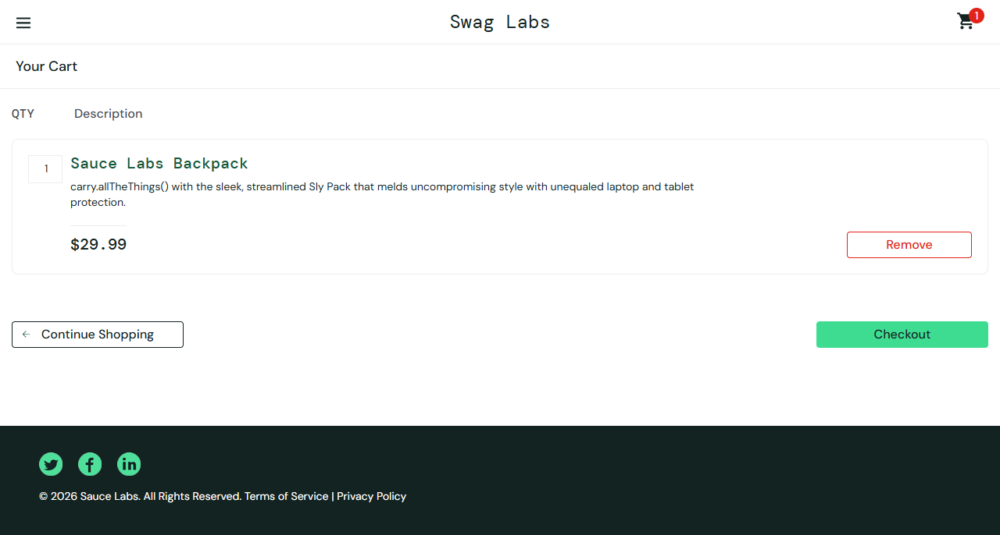 Swag Labs
1
Your Cart
QTY Description
1
Sauce Labs Backpack
carry.allTheThings() with the sleek, streamlined Sly Pack that melds uncompromising style with unequaled laptop and tablet
protection.
$29.99
Remove
Continue Shopping
Checkout
© 2026 Sauce Labs. All Rights Reserved. Terms of Service | Privacy Policy